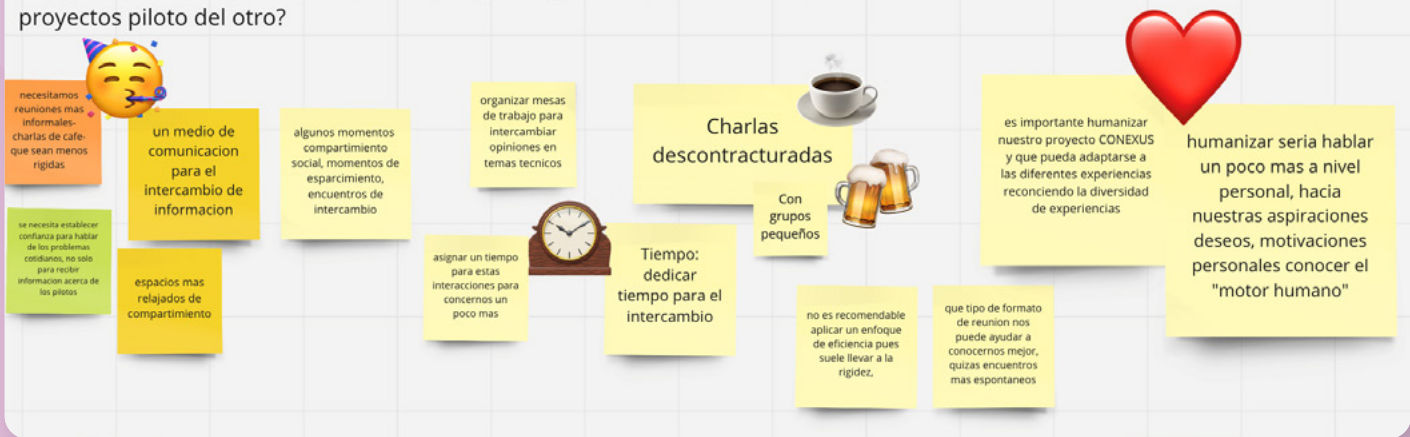 proyectos piloto del otro?
necesitamos
reuniones mas
informales-
charlas de cafe-
que sean menos
rigidas
un medio de
comunicacion
para el
intercambio de
informacion
algunos momentos
compartimiento
social, momentos de
esparcimiento,
encuentros de
intercambio
organizar mesas
de trabajo para
intercambiar
opiniones en
temas tecnicos
Charlas
descontracturadas
Con
grupos
pequeños
es importante humanizar
nuestro proyecto CONEXUS
y que pueda adaptarse a
las diferentes experiencias
reconciendo la diversidad
de experiencias
humanizar seria hablar
un poco mas a nivel
personal, hacia
nuestras aspiraciones
deseos, motivaciones
personales conocer el
"motor humano"
se necesita establecer
confianza para hablar
de los problemas
cotidianos, no solo
para recibir
informacion acerca de
los pilotos
espacios mas
relajados de
compartimiento
asignar un tiempo
para estas
interacciones para
concernos un
poco mas
Tiempo:
dedicar
tiempo para el
intercambio
no es recomendable
aplicar un enfoque
de eficiencia pues
suele llevar a la
rigidez,
que tipo de formato
de reunion nos
puede ayudar a
conocernos mejor,
quizas encuentros
mas espontaneos